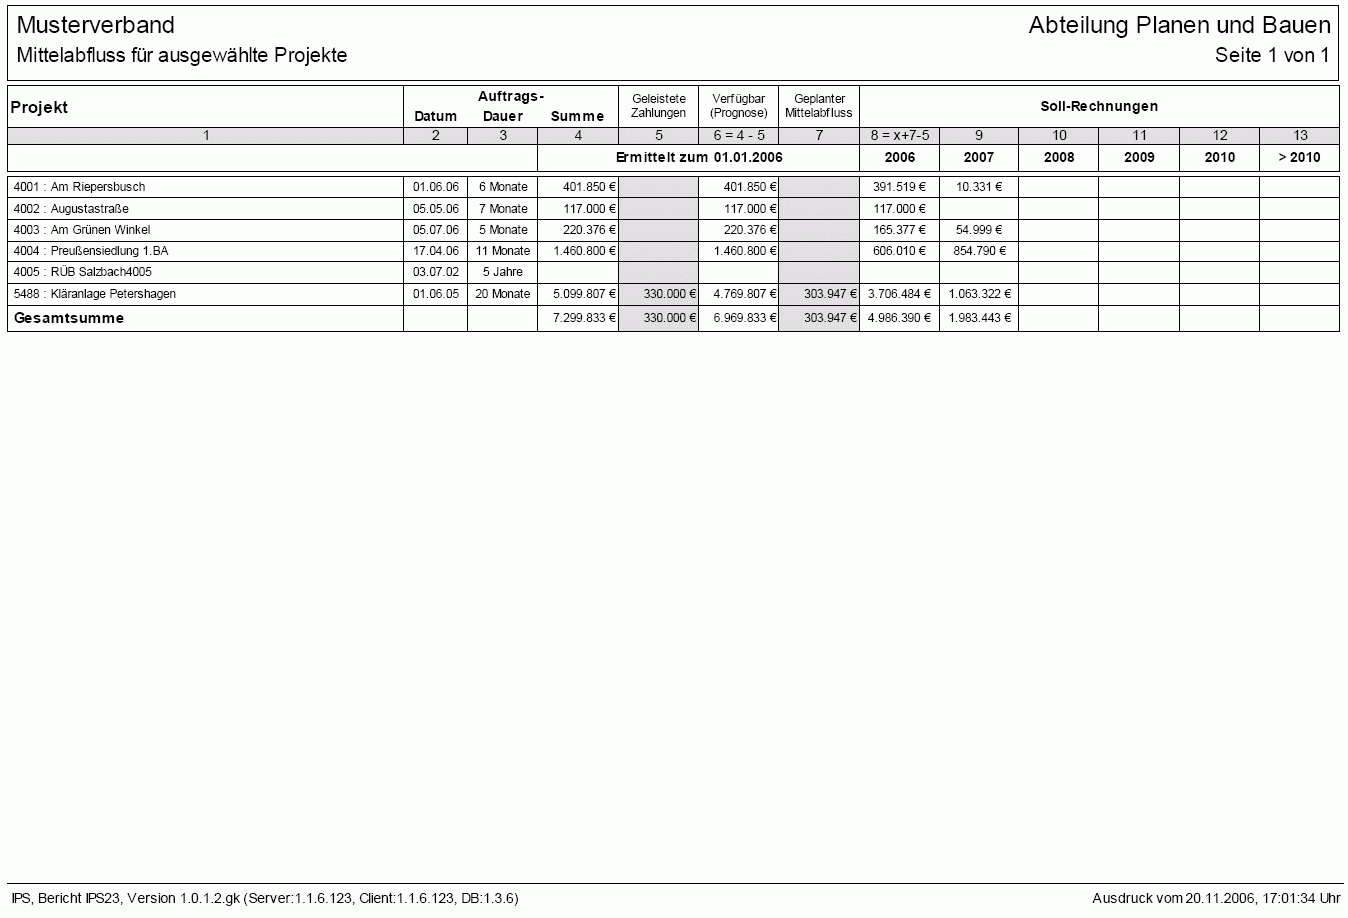 Musterverband Abteilung Planen und Bauen
Mittelabfluss für ausgewählte Projekte Seite 1 von 1
Projekt Auftrags- Geleistete Verfügbar Geplanter Soll-Rechnungen
Datum Dauer Summe Zahlungen (Prognose) Mittelabfluss
1 2 3 4 5 6 = 4 - 5 7 8 = x+7-5 9 10 11 12 13
Ermittelt zum 01.01.2006 2006 2007 2008 2009 2010 > 2010
4001 : Am Riepersbusch 01.06.06 6 Monate 401.850 € 401.850 € 391.519 € 10.331 €
4002 : Augustastraße 05.05.06 7 Monate 117.000 € 117.000 € 117.000 €
4003 : Am Grünen Winkel 05.07.06 5 Monate 220.376 € 220.376 € 165.377 € 54.999 €
4004 : Preußensiedlung 1.BA 17.04.06 11 Monate 1.460.800 € 1.460.800 € 606.010 € 854.790 €
4005 : RÜB Salzbach4005 03.07.02 5 Jahre
5488 : Kläranlage Petershagen 01.06.05 20 Monate 5.099.807 € 330.000 € 4.769.807 € 303.947 € 3.706.484 € 1.063.322 €
Gesamtsumme 7.299.833 € 330.000 € 6.969.833 € 303.947 € 4.986.390 € 1.983.443 €
IPS, Bericht IPS23, Version 1.0.1.2.gk (Server:1.1.6.123, Client:1.1.6.123, DB:1.3.6) Ausdruck vom 20.11.2006, 17:01:34 Uhr